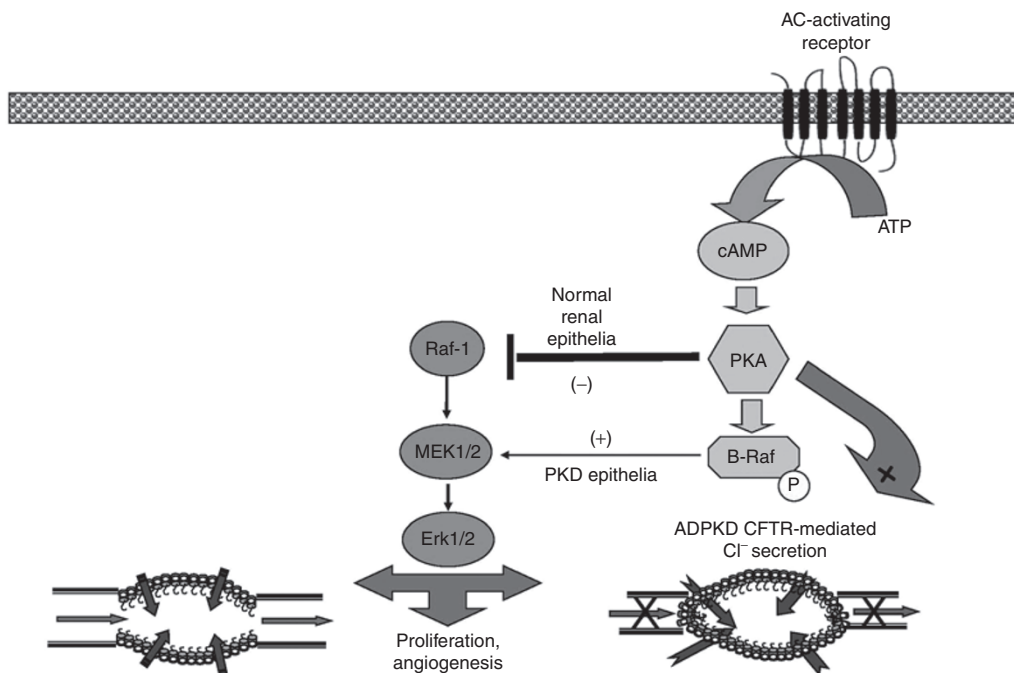 AC-activating
receptor
ATP
cAMP
Normal
renal
epithelia
Raf-1
PKA
(–)
(+)
MEK1/2
B-Raf
PKD epithelia
P
Erk1/2
ADPKD CFTR-mediated
Cl– secretion
Proliferation,
angiogenesis